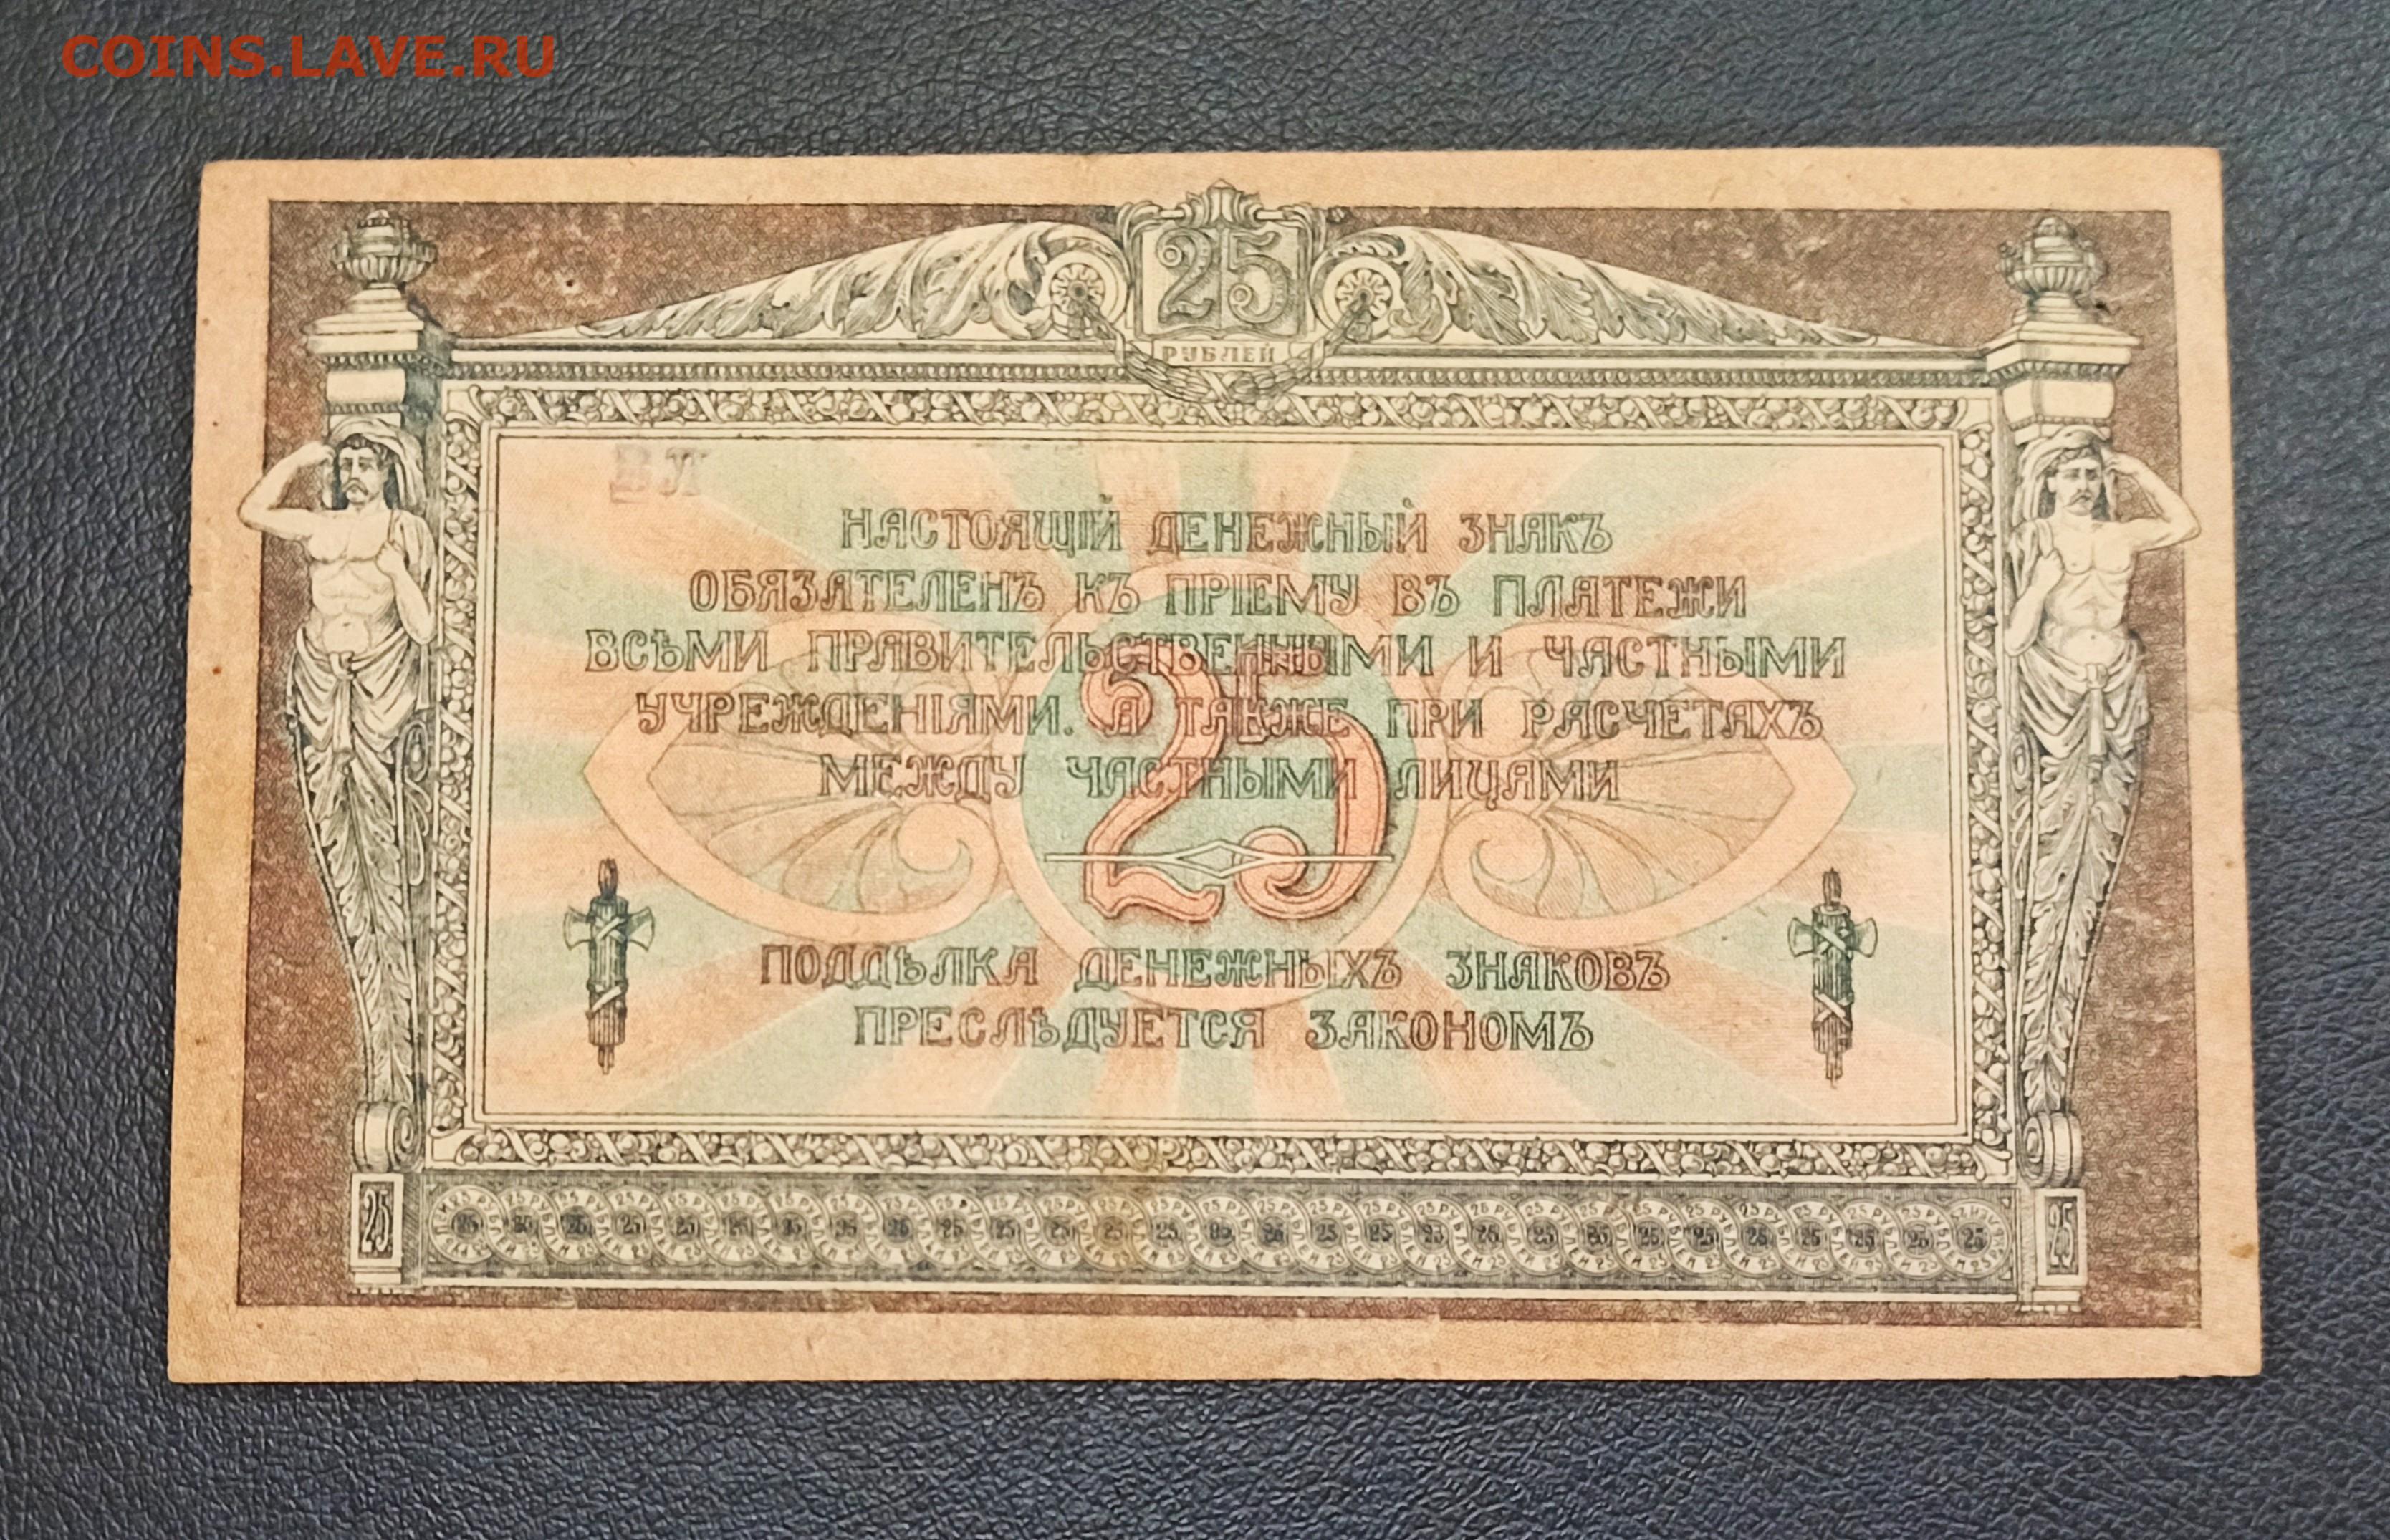 COINS.LAVE.RU
25
РУБЛЕЙ
НАСТОЯЩІЙ ДЕНЕЖНЫЙ ЗНАКЪ
ОБЯЗАТЕЛЕНЪ КЪ ПРІЕМУ ВЪ ПЛАТЕЖИ
ВСѢМИ ПРАВИТЕЛЬСТВЕННЫМИ И ЧАСТНЫМИ
УЧРЕЖДЕНІЯМИ. А ТАКЖЕ ПРИ РАСЧЕТАХЪ
МЕЖДУ ЧАСТНЫМИ ЛИЦАМИ
25
ПОДДѢЛКА ДЕНЕЖНЫХЪ ЗНАКОВЪ
ПРЕСЛѢДУЕТСЯ ЗАКОНОМЪ
25
25